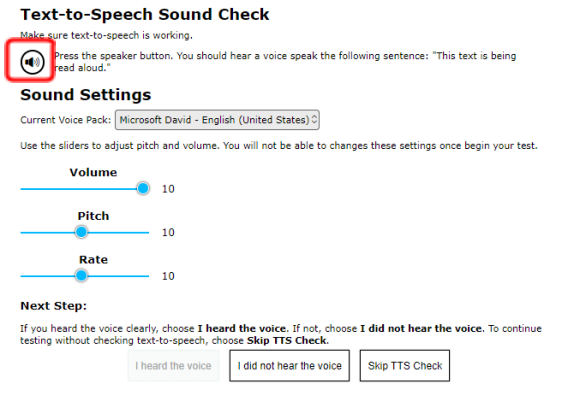 Text-to-Speech Sound Check
Make sure text-to-speech is working.
Press the speaker button. You should hear a voice speak the following sentence: "This text is being
read aloud."
Sound Settings
Current Voice Pack: Microsoft David - English (United States)
Use the sliders to adjust pitch and volume. You will not be able to changes these settings once begin your test.
Volume
10
Pitch
10
Rate
10
Next Step:
If you heard the voice clearly, choose I heard the voice. If not, choose I did not hear the voice. To continue
testing without checking text-to-speech, choose Skip TTS Check.
I heard the voice I did not hear the voice Skip TTS Check